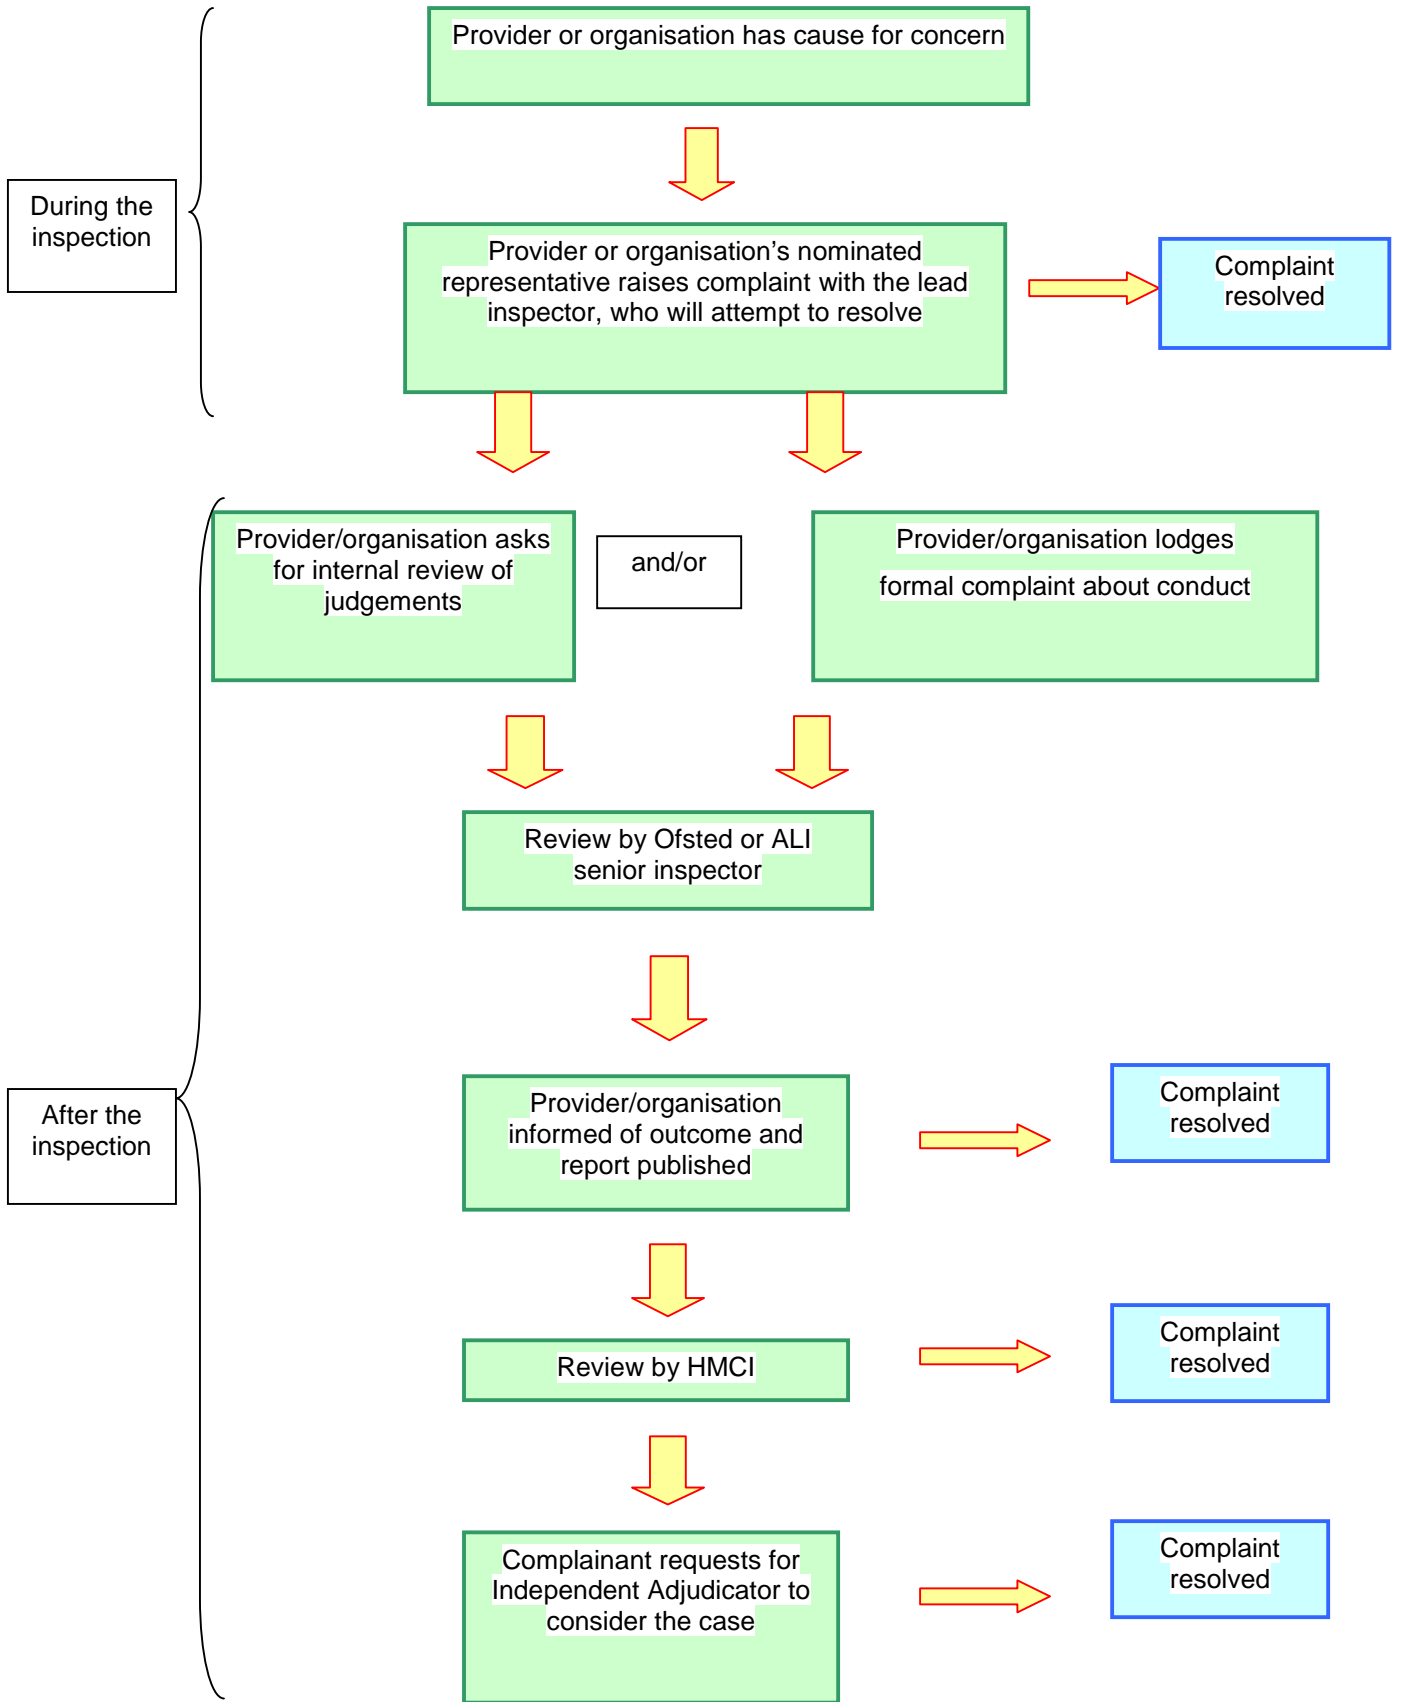 Provider or organisation has cause for concern
During the
inspection
Provider or organisation’s nominated
representative raises complaint with the lead
inspector, who will attempt to resolve
Complaint
resolved
Provider/organisation asks
for internal review of
judgements
and/or
Provider/organisation lodges
formal complaint about conduct
Review by Ofsted or ALI
senior inspector
After the
inspection
Provider/organisation
informed of outcome and
report published
Complaint
resolved
Review by HMCI
Complaint
resolved
Complainant requests for
Independent Adjudicator to
consider the case
Complaint
resolved